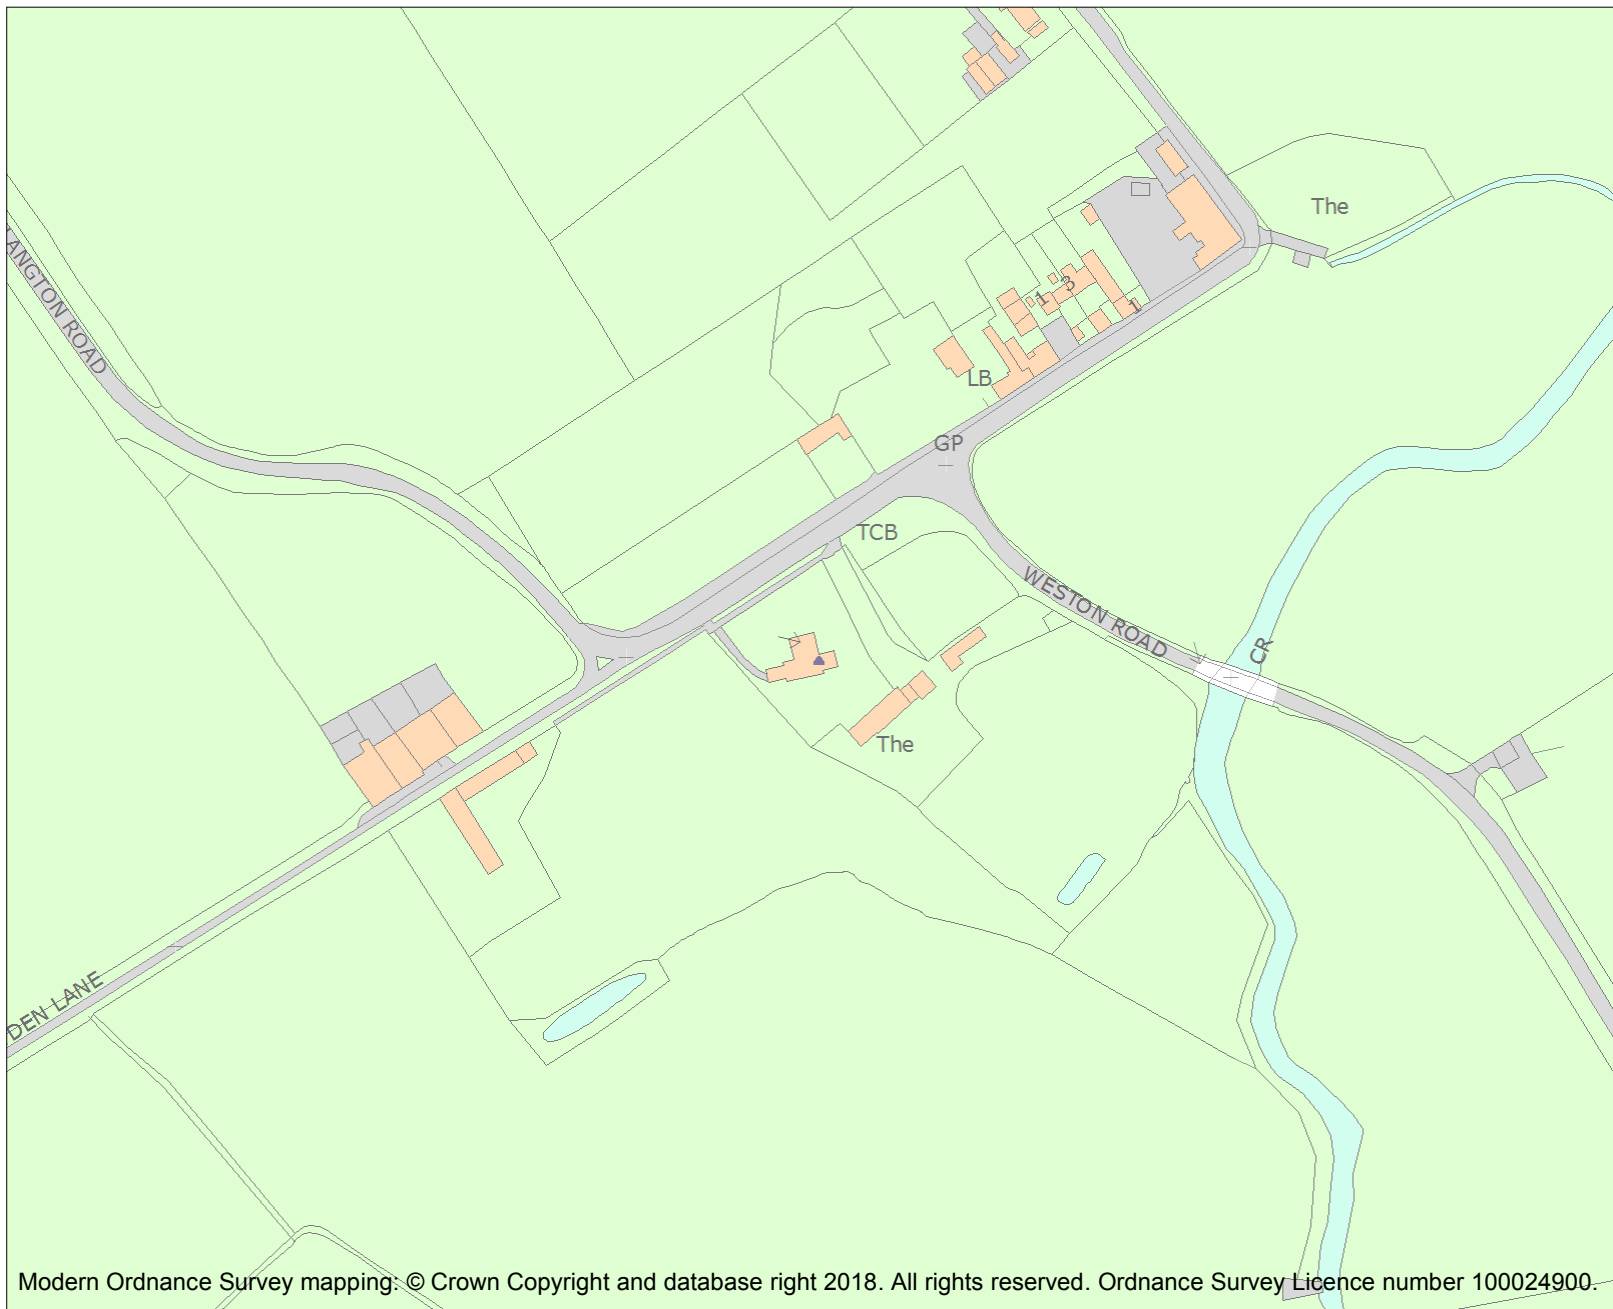 The
ANGTON ROAD
3
1
1
LB
GP
TCB
WESTON ROAD
CR
The
DEN LANE
Modern Ordnance Survey mapping: © Crown Copyright and database right 2018. All rights reserved. Ordnance Survey Licence number 100024900.